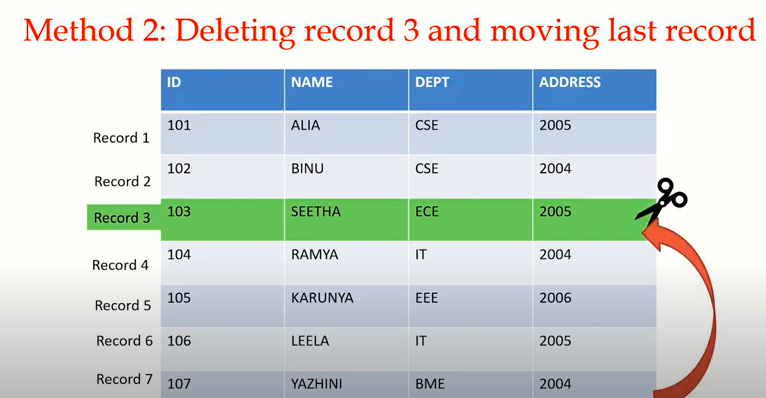 Method 2: Deleting record 3 and moving last record
ID NAME DEPT ADDRESS
Record 1 101 ALIA CSE 2005
Record 2 102 BINU CSE 2004
Record 3 103 SEETHA ECE 2005
Record 4 104 RAMYA IT 2004
Record 5 105 KARUNYA EEE 2006
Record 6 106 LEELA IT 2005
Record 7 107 YAZHINI BME 2004